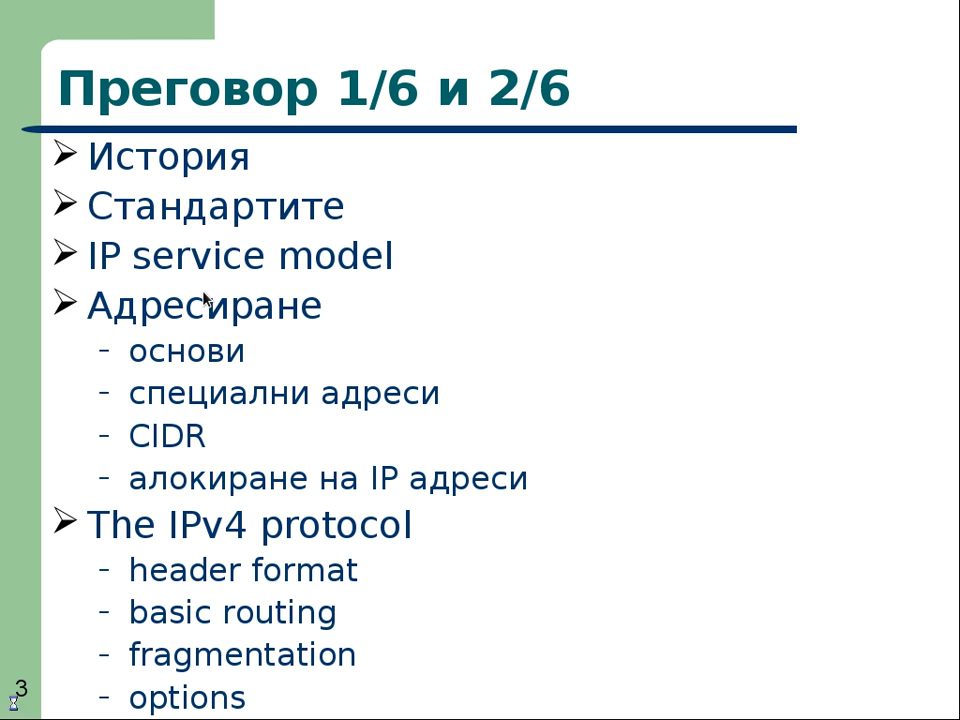 Преговор 1/6 и 2/6
История
Стандартите
IP service model
Адресиране
– основи
– специални адреси
– CIDR
– алокиране на IP адреси
The IPv4 protocol
– header format
– basic routing
– fragmentation
– options
3